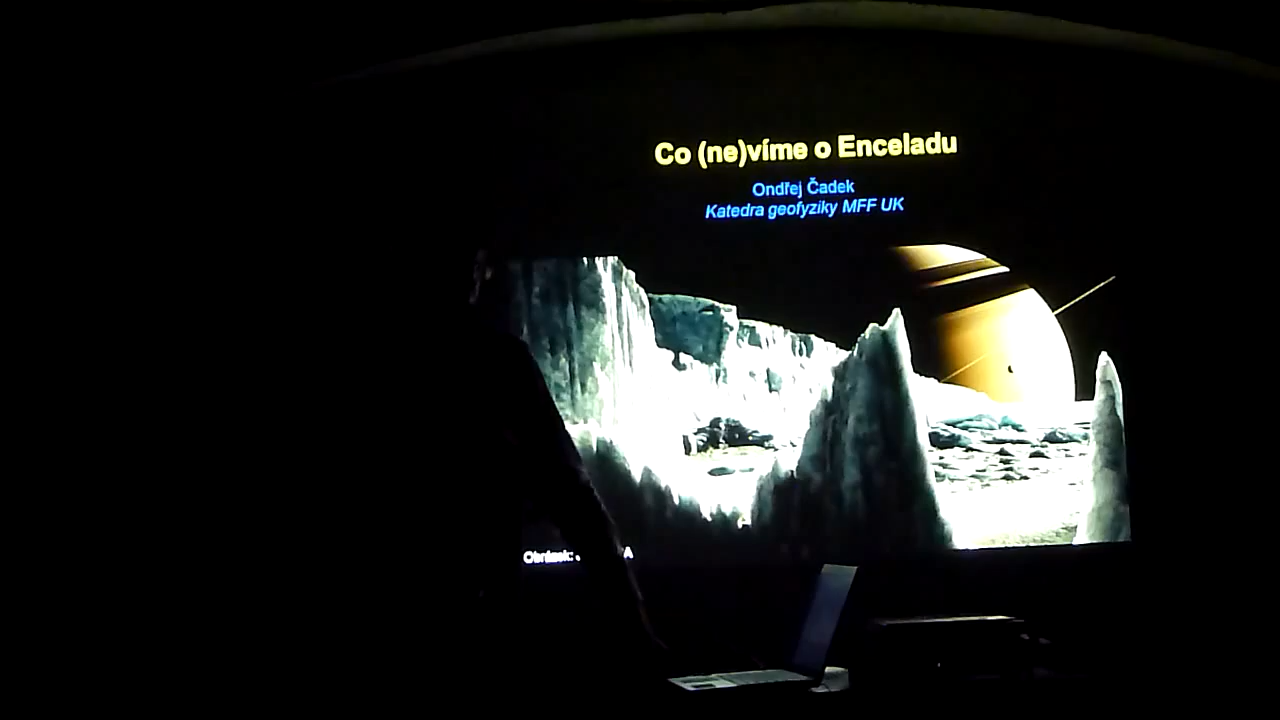 Co (ne)víme o Enceladu
Ondřej Čadek
Katedra geofyziky MFF UK
Obrázek: